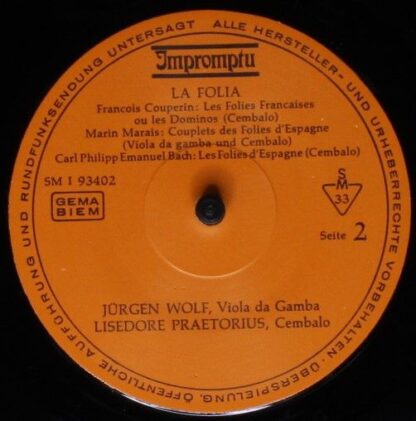 ALLE HERSTELLER- UND URHEBERRECHTE VORBEHALTEN · ÜBERSPIELUNG, ÖFFENTLICHE AUFFÜHRUNG UND RUNDFUNKSENDUNG UNTERSAGT
Impromptu
LA FOLIA
Francois Couperin: Les Folies Francaises
ou les Dominos (Cembalo)
Marin Marais: Couplets des Folies d'Espagne
(Viola da gamba und Cembalo)
Carl Philipp Emanuel Bach: Les Folies d'Espagne (Cembalo)
SM I 93402
GEMA
BIEM
S
M
33
Seite 2
JÜRGEN WOLF, Viola da Gamba
LISEDORE PRAETORIUS, Cembalo